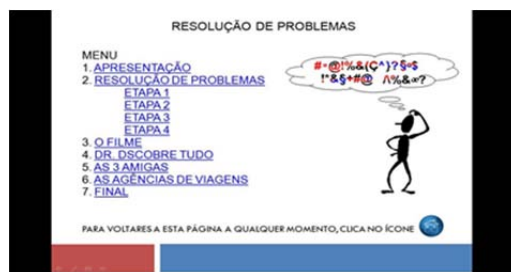 RESOLUÇÃO DE PROBLEMAS
MENU
1. APRESENTAÇÃO
2. RESOLUÇÃO DE PROBLEMAS
ETAPA 1
ETAPA 2
ETAPA 3
ETAPA 4
3. O FILME
4. DR. DSCOBRE TUDO
5. AS 3 AMIGAS
6. AS AGÊNCIAS DE VIAGENS
7. FINAL
PARA VOLTARES A ESTA PÁGINA A QUALQUER MOMENTO, CLICA NO ÍCONE